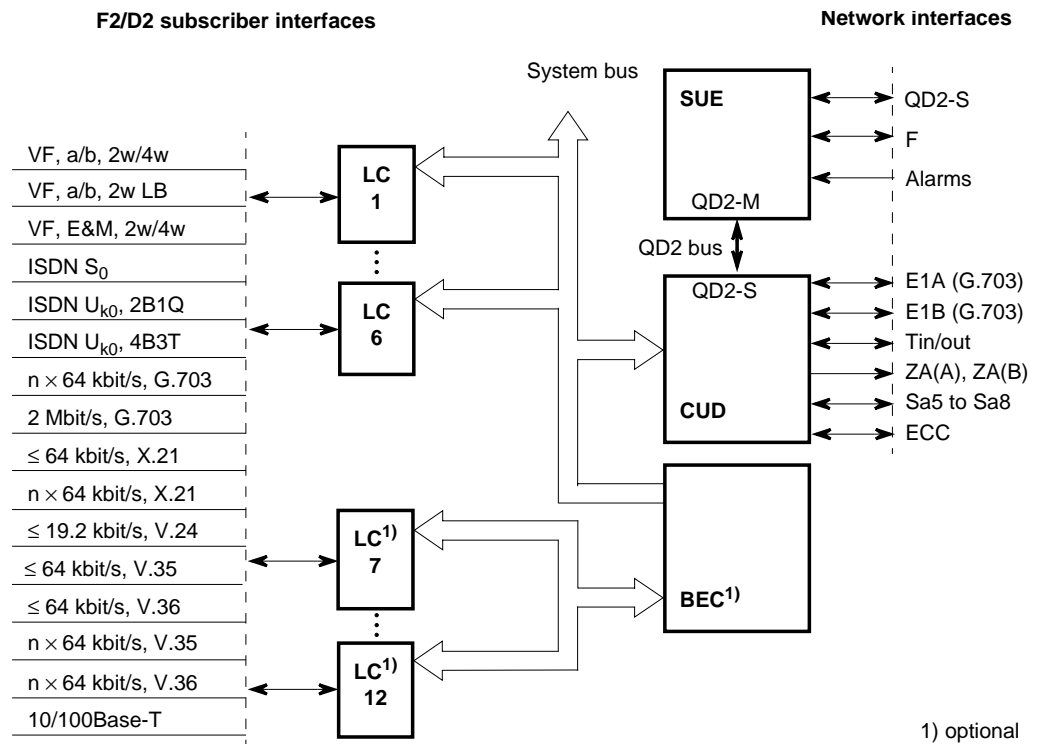 F2/D2 subscriber interfaces
Network interfaces
System bus
VF, a/b, 2w/4w
VF, a/b, 2w LB
VF, E&M, 2w/4w
ISDN S0
ISDN Uk0, 2B1Q
ISDN Uk0, 4B3T
n × 64 kbit/s, G.703
2 Mbit/s, G.703
≤ 64 kbit/s, X.21
n × 64 kbit/s, X.21
≤ 19.2 kbit/s, V.24
≤ 64 kbit/s, V.35
≤ 64 kbit/s, V.36
n × 64 kbit/s, V.35
n × 64 kbit/s, V.36
10/100Base-T
LC
1
LC
6
LC1)
7
LC1)
12
SUE
QD2-M
QD2 bus
QD2-S
CUD
BEC1)
QD2-S
F
Alarms
E1A (G.703)
E1B (G.703)
Tin/out
ZA(A), ZA(B)
Sa5 to Sa8
ECC
1) optional